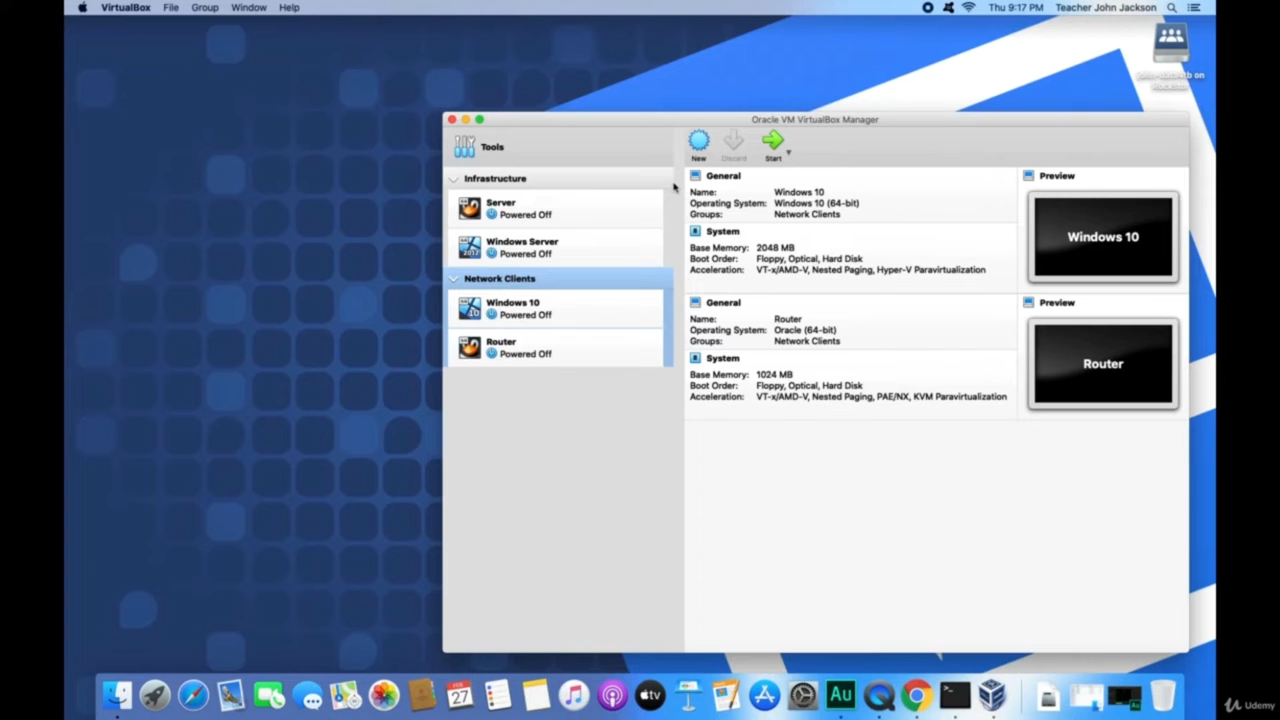 VirtualBox File Group Window Help
Thu 9:17 PM Teacher John Jackson
Oracle VM VirtualBox Manager
Tools
New
Discard
Start
Infrastructure
Server
Powered Off
Windows Server
Powered Off
2012
Network Clients
Windows 10
Powered Off
10
Router
Powered Off
General
Name: Windows 10
Operating System: Windows 10 (64-bit)
Groups: Network Clients
System
Base Memory: 2048 MB
Boot Order: Floppy, Optical, Hard Disk
Acceleration: VT-x/AMD-V, Nested Paging, Hyper-V Paravirtualization
Preview
Windows 10
General
Name: Router
Operating System: Oracle (64-bit)
Groups: Network Clients
System
Base Memory: 1024 MB
Boot Order: Floppy, Optical, Hard Disk
Acceleration: VT-x/AMD-V, Nested Paging, PAE/NX, KVM Paravirtualization
Preview
Router
FEB
27
tv
Au
Udemy